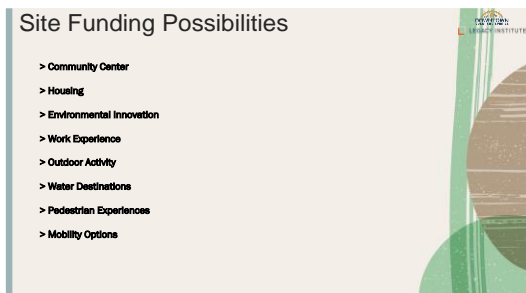 Site Funding Possibilities
DOWNTOWN
LEGACY INSTITUTE
> Community Center
> Housing
> Environmental Innovation
> Work Experience
> Outdoor Activity
> Water Destinations
> Pedestrian Experiences
> Mobility Options